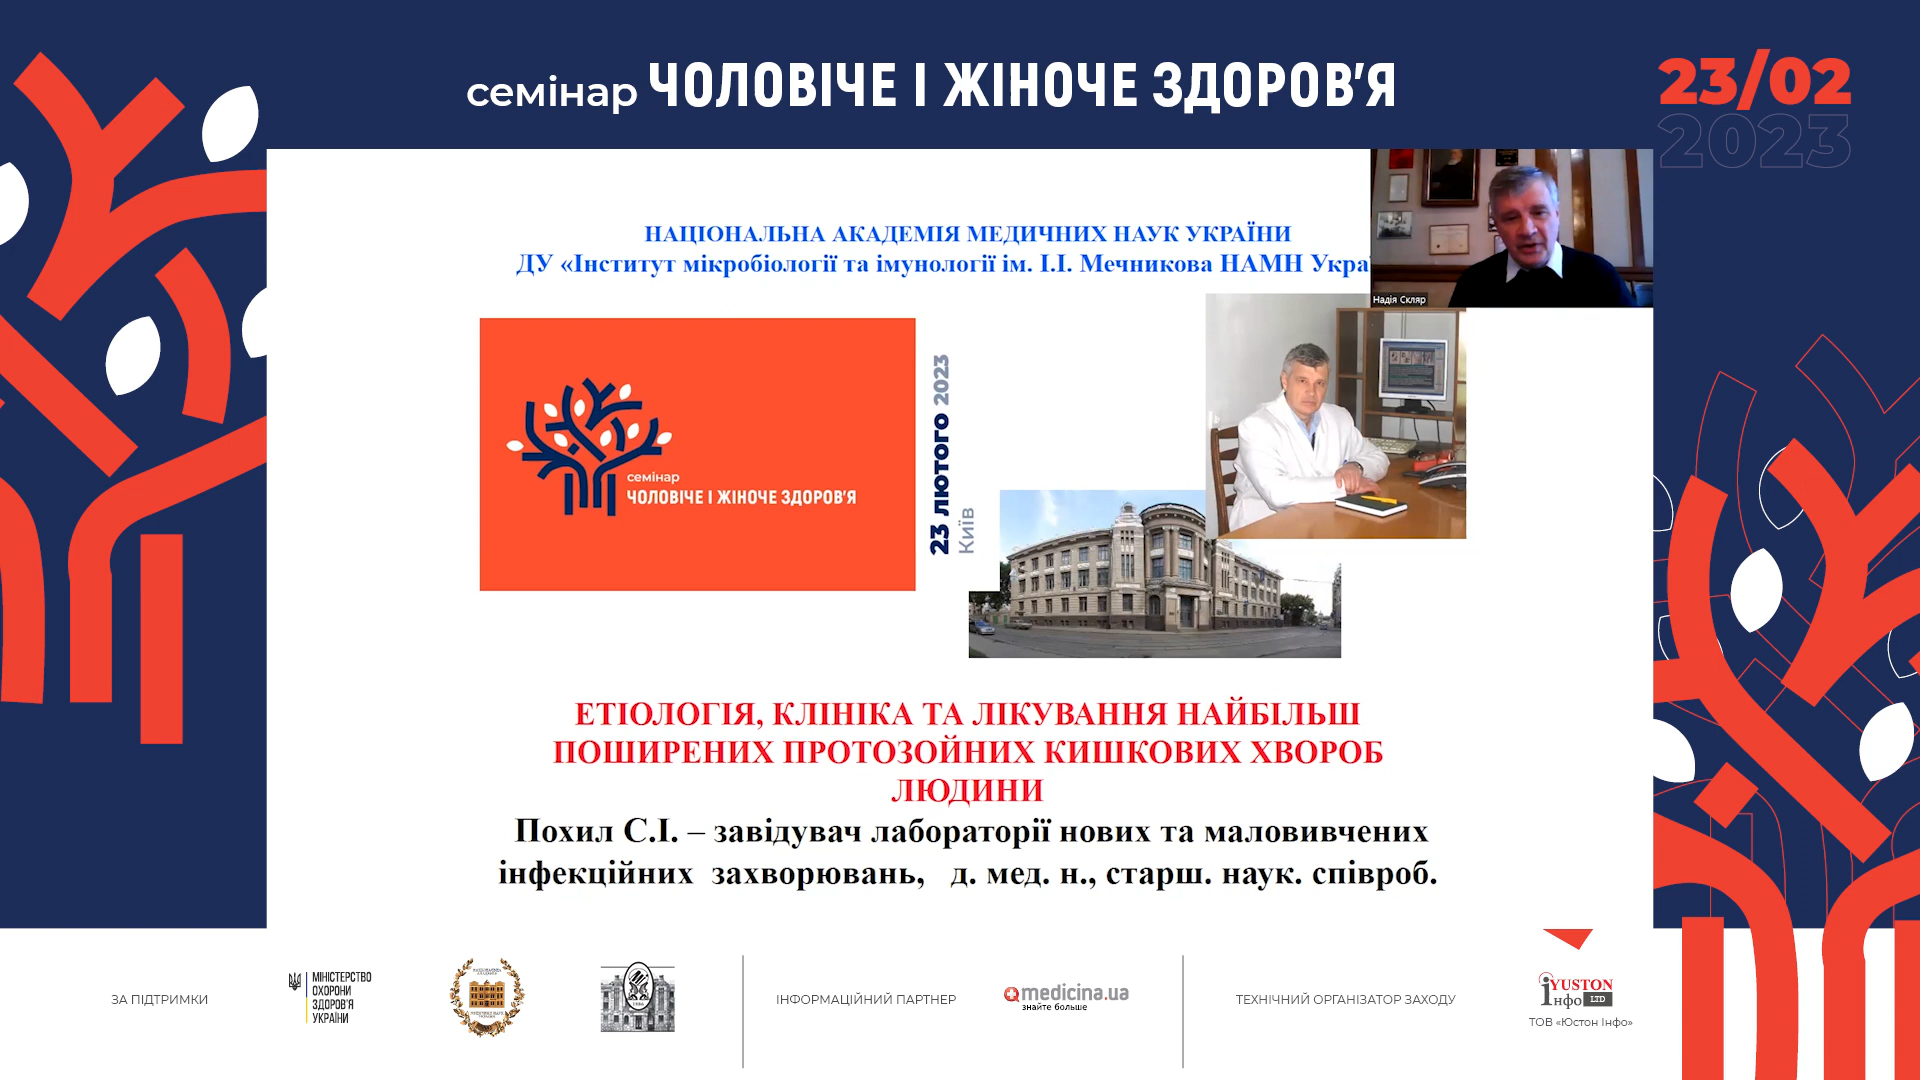 семінар ЧОЛОВІЧЕ І ЖІНОЧЕ ЗДОРОВ'Я
23/02
2023
НАЦІОНАЛЬНА АКАДЕМІЯ МЕДИЧНИХ НАУК УКРАЇНИ
ДУ «Інститут мікробіології та імунології ім. І.І. Мечникова НАМН Укра
Надія Скляр
семінар
ЧОЛОВІЧЕ І ЖІНОЧЕ ЗДОРОВ'Я
23 ЛЮТОГО 2023
Київ
ЕТІОЛОГІЯ, КЛІНІКА ТА ЛІКУВАННЯ НАЙБІЛЬШ
ПОШИРЕНИХ ПРОТОЗОЙНИХ КИШКОВИХ ХВОРОБ
ЛЮДИНИ
Похил С.І. – завідувач лабораторії нових та маловивчених
інфекційних захворювань, д. мед. н., старш. наук. співроб.
ЗА ПІДТРИМКИ
МІНІСТЕРСТВО
ОХОРОНИ
ЗДОРОВ'Я
УКРАЇНИ
ІНФОРМАЦІЙНИЙ ПАРТНЕР
medicina.ua
знайте больше
ТЕХНІЧНИЙ ОРГАНІЗАТОР ЗАХОДУ
iYUSTON
Iнфо LTD
ТОВ «Юстон Інфо»